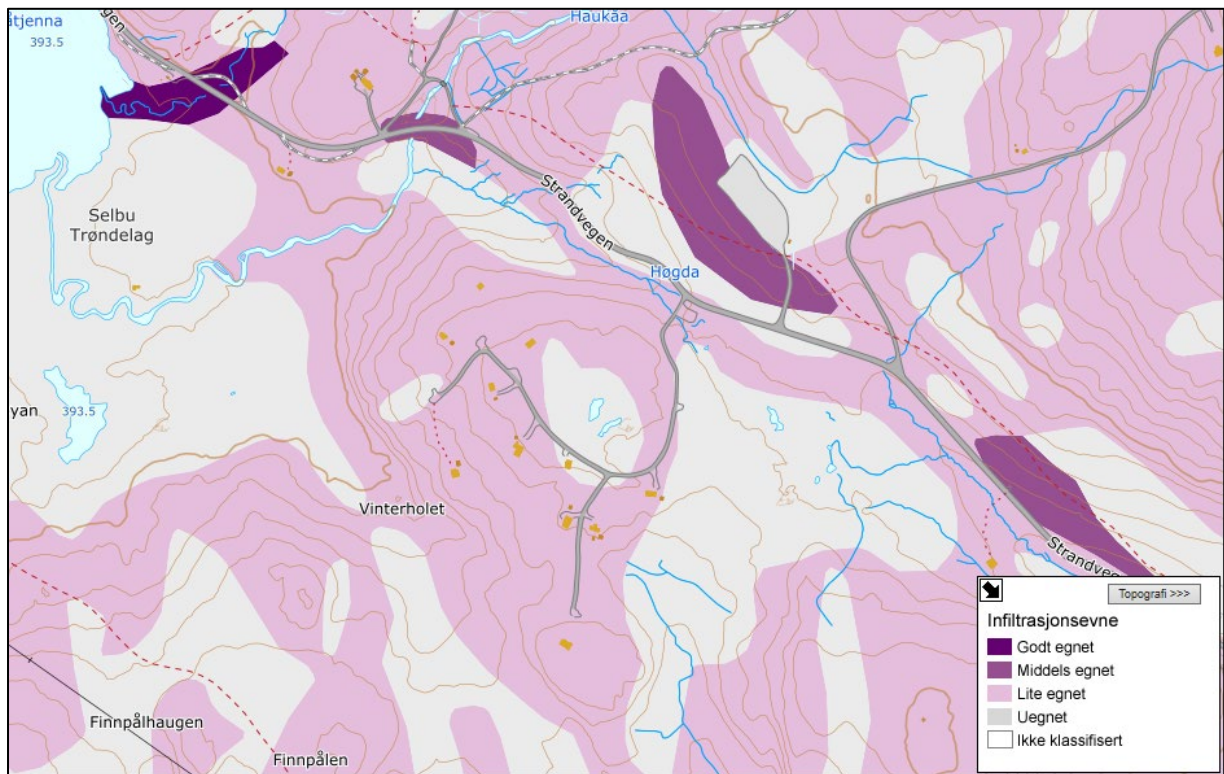 åtjenna
393.5
gen
Haukåa
Selbu
Trøndelag
Strandvegen
Høgda
yan
393.5
Vinterholet
Strandveg
Finnpålhaugen
Finnpålen
Topografi >>>
Infiltrasjonsevne
Godt egnet
Middels egnet
Lite egnet
Uegnet
Ikke klassifisert